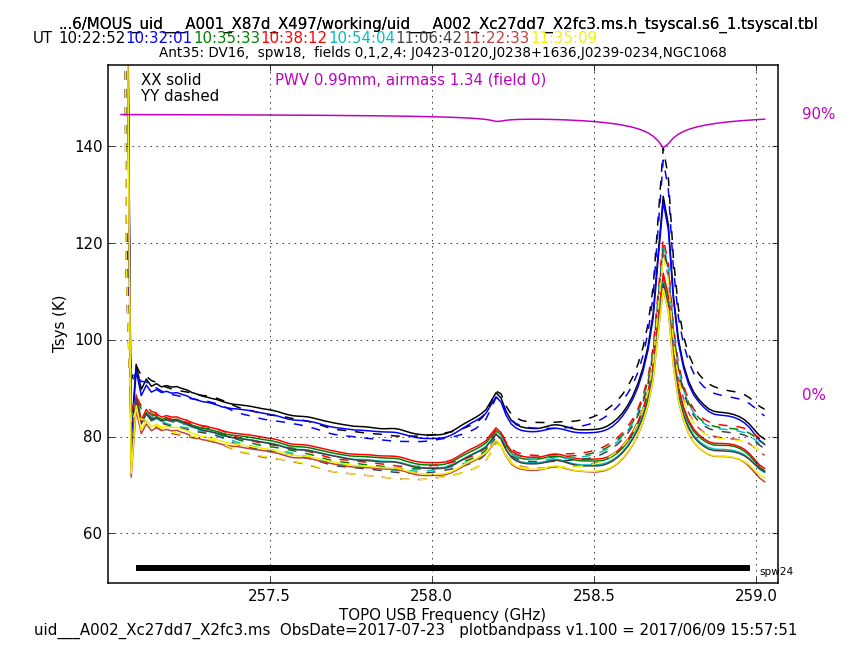 ...6/MOUS_uid___A001_X87d_X497/working/uid___A002_Xc27dd7_X2fc3.ms.h_tsyscal.s6_1.tsyscal.tbl
UT 10:22:52 10:32:01 10:35:33 10:38:12 10:54:04 11:06:42 11:22:33 11:35:09
Ant35: DV16, spw18, fields 0,1,2,4: J0423-0120,J0238+1636,J0239-0234,NGC1068
XX solid
PWV 0.99mm, airmass 1.34 (field 0)
YY dashed
90%
140
120
100
80
60
0%
Tsys (K)
spw24
257.5 258.0 258.5 259.0
TOPO USB Frequency (GHz)
uid___A002_Xc27dd7_X2fc3.ms ObsDate=2017-07-23 plotbandpass v1.100 = 2017/06/09 15:57:51